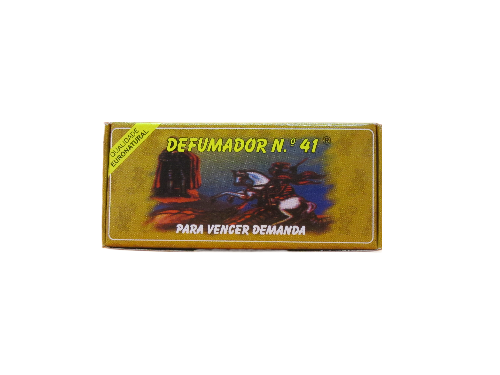 QUALIDADE
EURONATURAL
DEFUMADOR N.º 41®
PARA VENCER DEMANDA